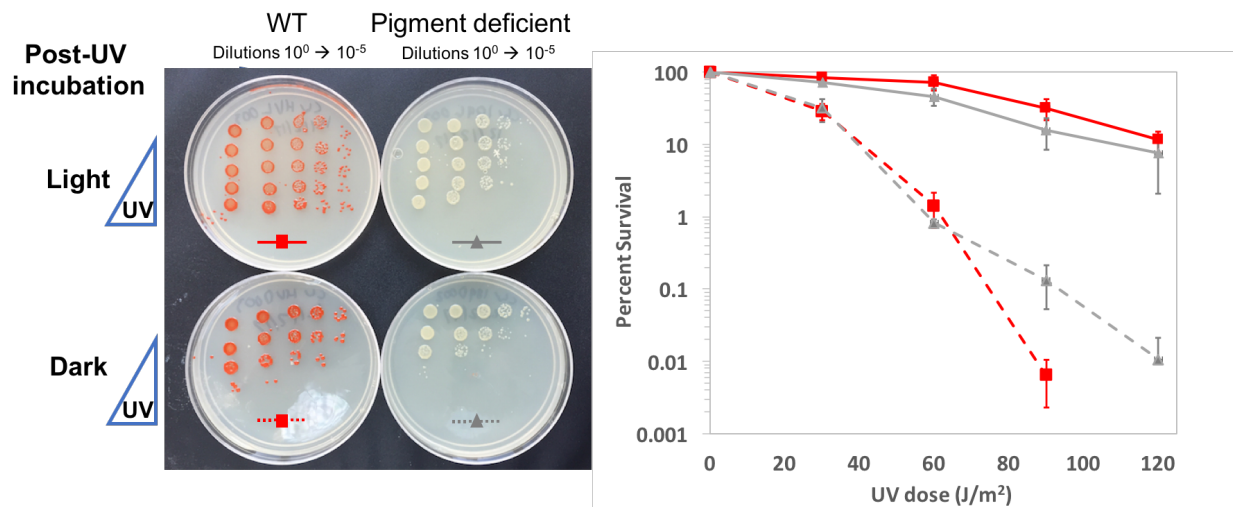 WT
Dilutions 10⁰ → 10⁻⁵
Pigment deficient
Dilutions 10⁰ → 10⁻⁵
Post-UV
incubation
Light
UV
Dark
UV
Percent Survival
100
10
1
0.1
0.01
0.001
0 20 40 60 80 100 120
UV dose (J/m²)